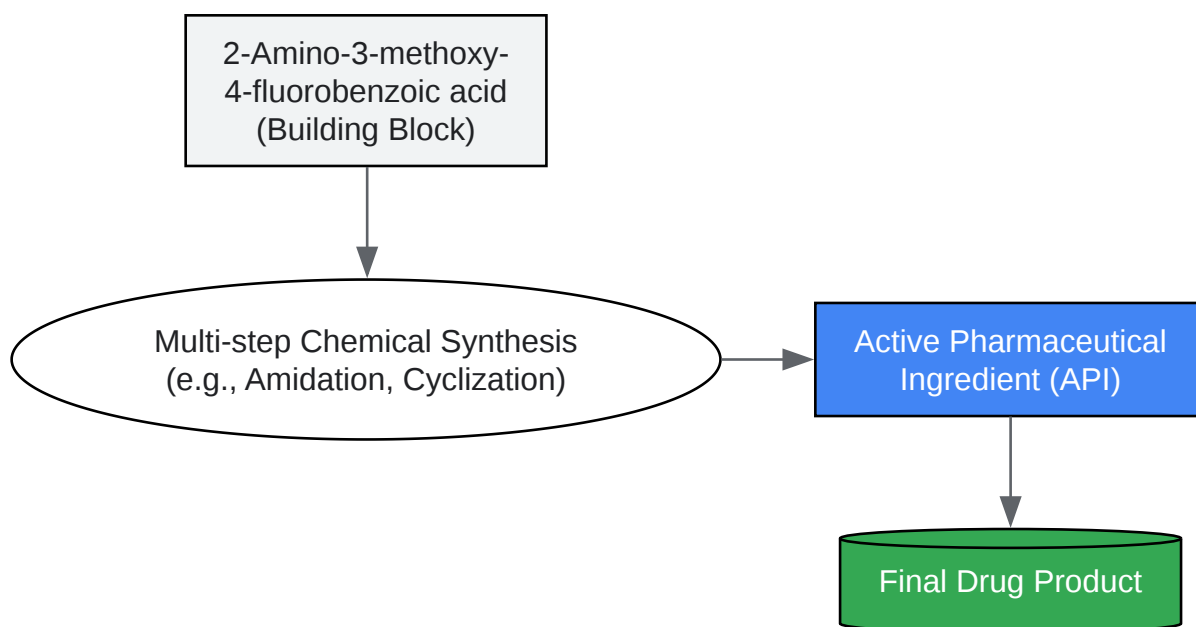 2-Amino-3-methoxy-
4-fluorobenzoic acid
(Building Block)
Multi-step Chemical Synthesis
(e.g., Amidation, Cyclization)
Active Pharmaceutical
Ingredient (API)
Final Drug Product